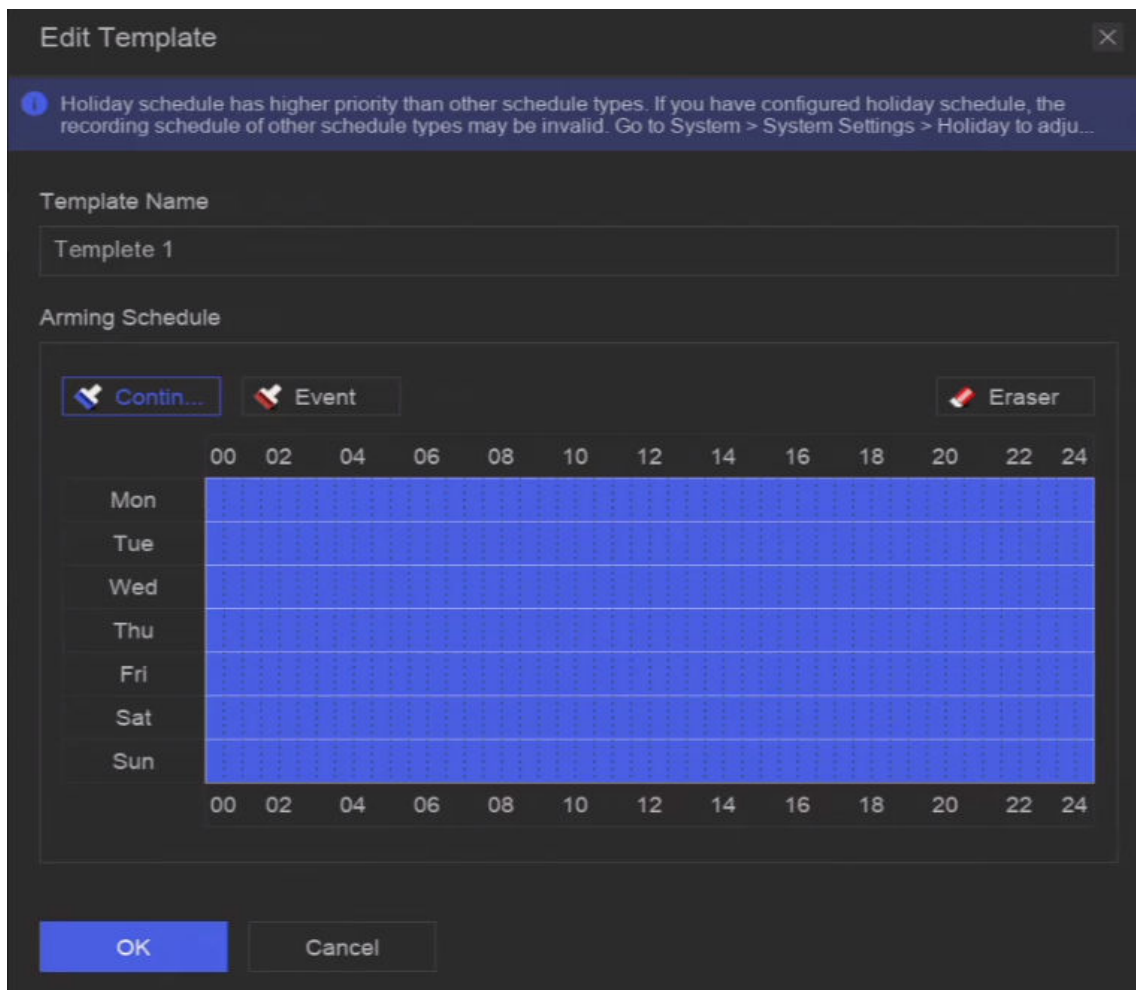 Edit Template
Holiday schedule has higher priority than other schedule types. If you have configured holiday schedule, the
recording schedule of other schedule types may be invalid. Go to System > System Settings > Holiday to adju...
Template Name
Templete 1
Arming Schedule
Contin... Event Eraser
00 02 04 06 08 10 12 14 16 18 20 22 24
Mon
Tue
Wed
Thu
Fri
Sat
Sun
00 02 04 06 08 10 12 14 16 18 20 22 24
OK Cancel